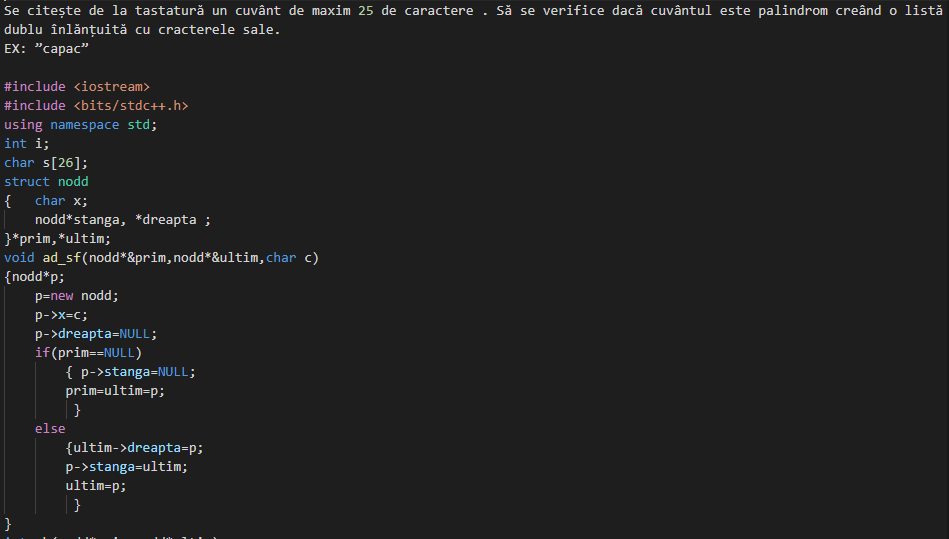 Se citește de la tastatură un cuvânt de maxim 25 de caractere . Să se verifice dacă cuvântul este palindrom creând o listă
dublu înlănțuită cu cracterele sale.
EX: ”capac”

#include <iostream>
#include <bits/stdc++.h>
using namespace std;
int i;
char s[26];
struct nodd
{   char x;
    nodd*stanga, *dreapta ;
}*prim,*ultim;
void ad_sf(nodd*&prim,nodd*&ultim,char c)
{nodd*p;
    p=new nodd;
    p->x=c;
    p->dreapta=NULL;
    if(prim==NULL)
        { p->stanga=NULL;
        prim=ultim=p;
         }
    else
        {ultim->dreapta=p;
        p->stanga=ultim;
        ultim=p;
         }
}